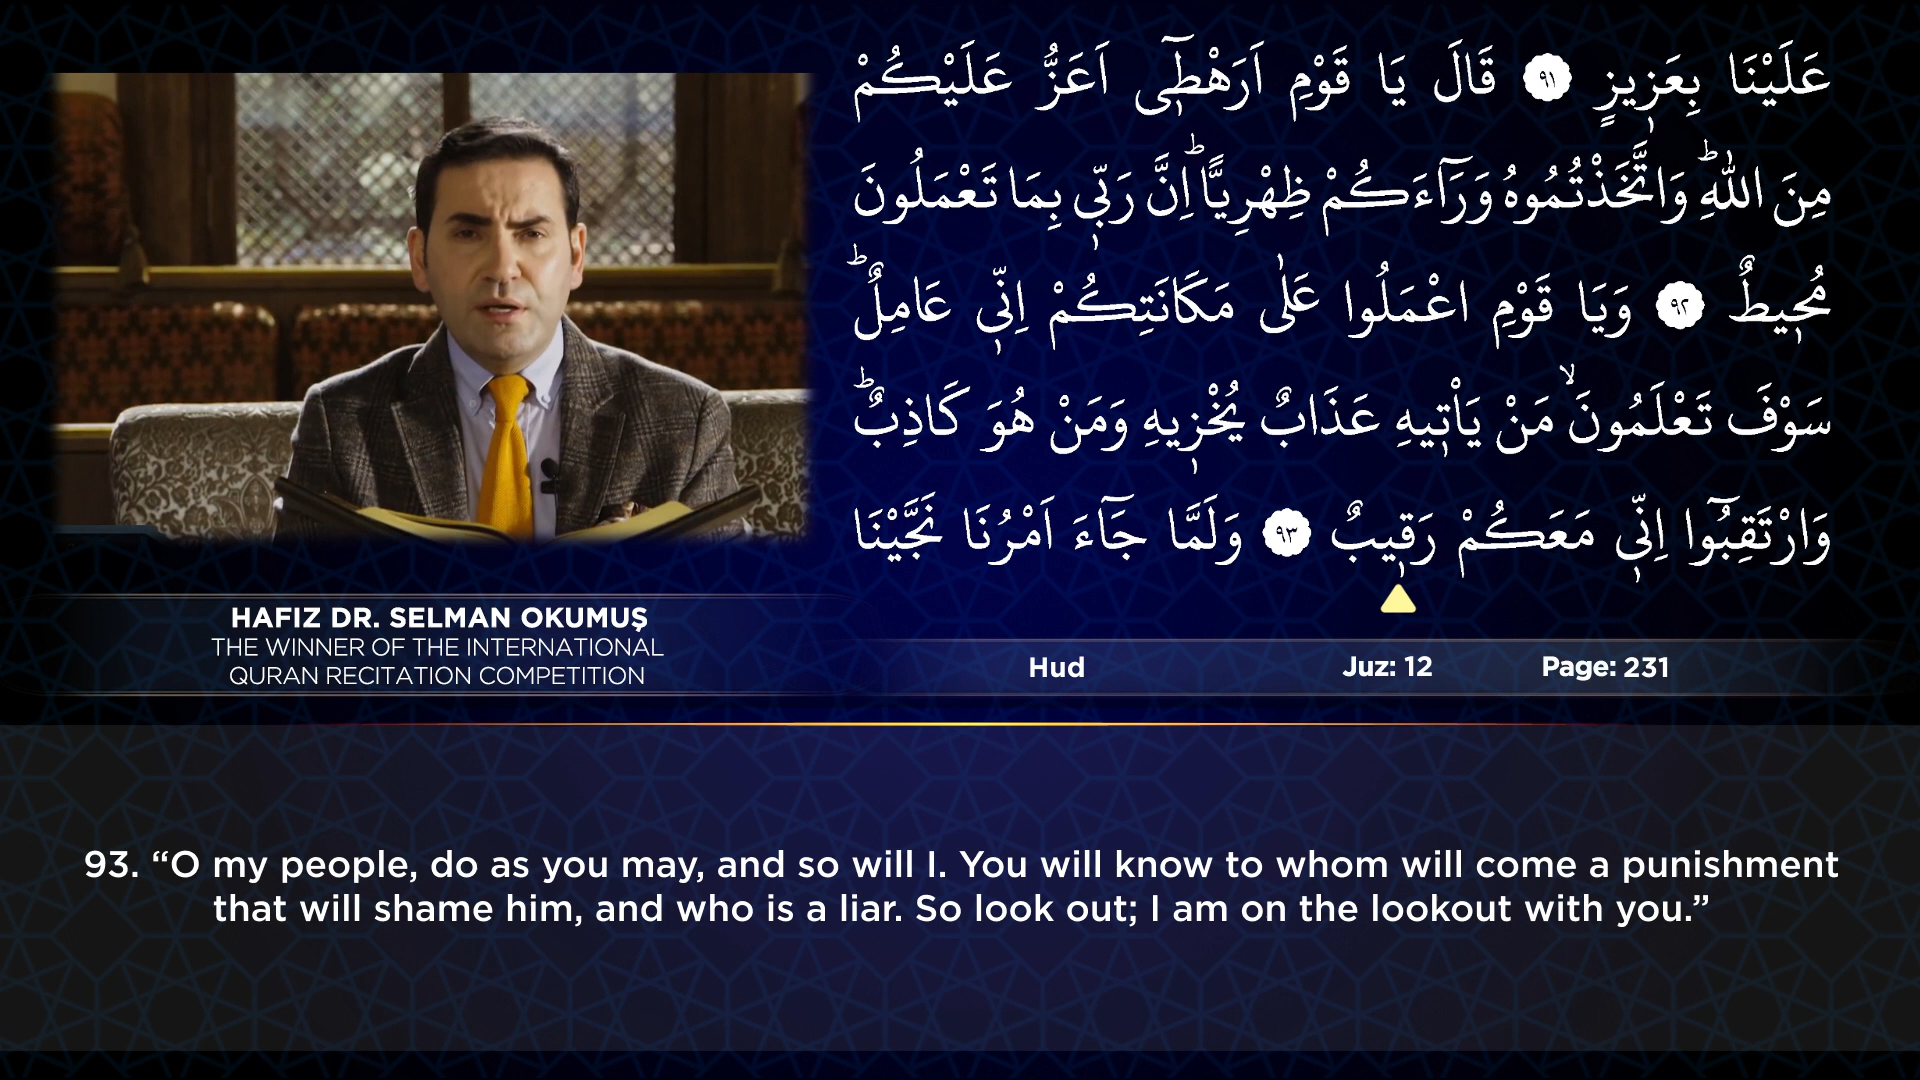 عَلَيْنَا بِعَزٖيزٍ ﴿٩١﴾ قَالَ يَا قَوْمِ اَرَهْطٖٓى اَعَزُّ عَلَيْكُمْ
مِنَ اللّٰهِؕ وَاتَّخَذْتُمُوهُ وَرَٓاءَكُمْ ظِهْرِيًّاؕ اِنَّ رَبّٖى بِمَا تَعْمَلُونَ
مُحٖيطٌ ﴿٩٢﴾ وَيَا قَوْمِ اعْمَلُوا عَلٰى مَكَانَتِكُمْ اِنّٖى عَامِلٌؕ
سَوْفَ تَعْلَمُونَۙ مَنْ يَأْتٖيهِ عَذَابٌ يُخْزٖيهِ وَمَنْ هُوَ كَاذِبٌؕ
وَارْتَقِبُٓوا اِنّٖى مَعَكُمْ رَقٖيبٌ ﴿٩٣﴾ وَلَمَّا جَٓاءَ اَمْرُنَا نَجَّيْنَا
HAFIZ DR. SELMAN OKUMUŞ
THE WINNER OF THE INTERNATIONAL
QURAN RECITATION COMPETITION
Hud Juz: 12 Page: 231
93. “O my people, do as you may, and so will I. You will know to whom will come a punishment
that will shame him, and who is a liar. So look out; I am on the lookout with you.”